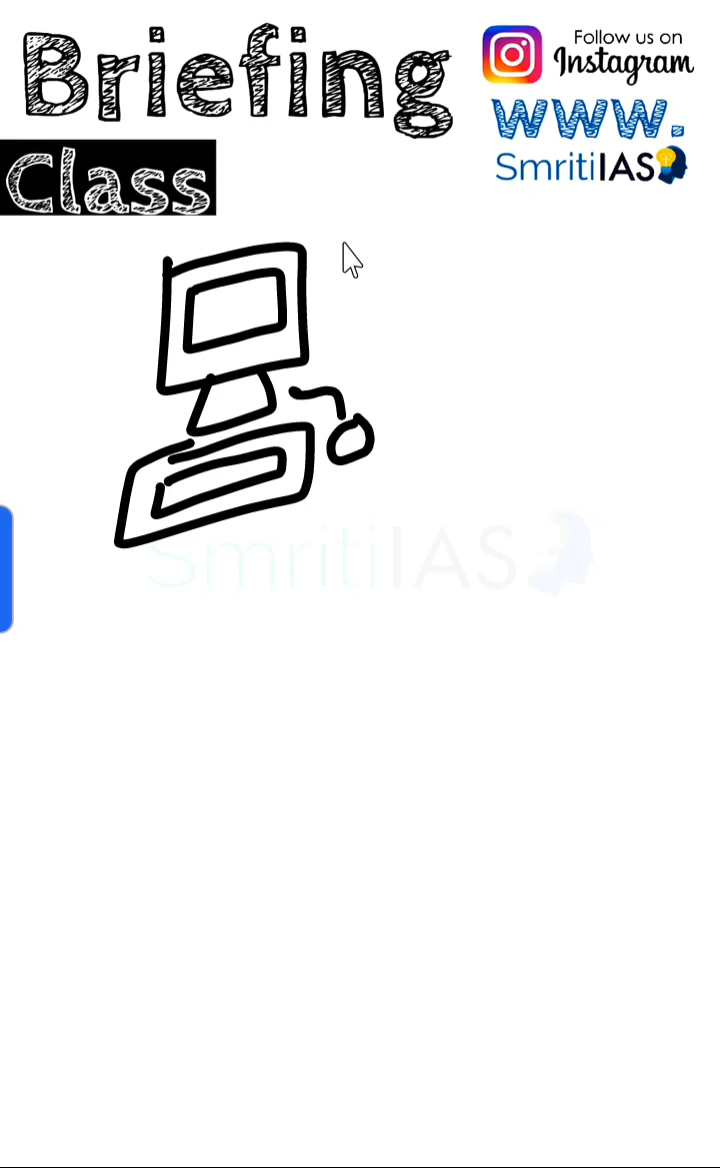 Briefing
Class
Follow us on
Instagram
www.
SmritiIAS
SmritiIAS